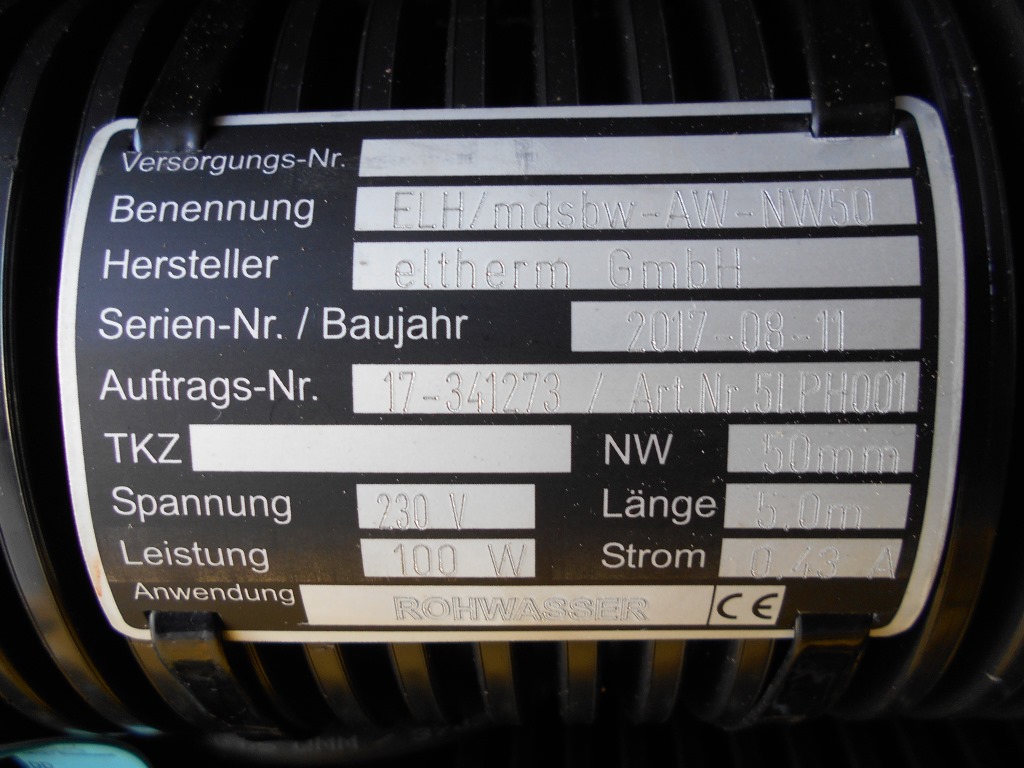 Versorgungs-Nr.
Benennung ELH/mdsbw-AW-NW50
Hersteller eltherm GmbH
Serien-Nr. / Baujahr 2017-08-11
Auftrags-Nr. 17-341273 / Art.Nr.5LPH001
TKZ NW 50mm
Spannung 230 V Länge 5.0m
Leistung 100 W Strom 0.43 A
Anwendung ROHWASSER CE